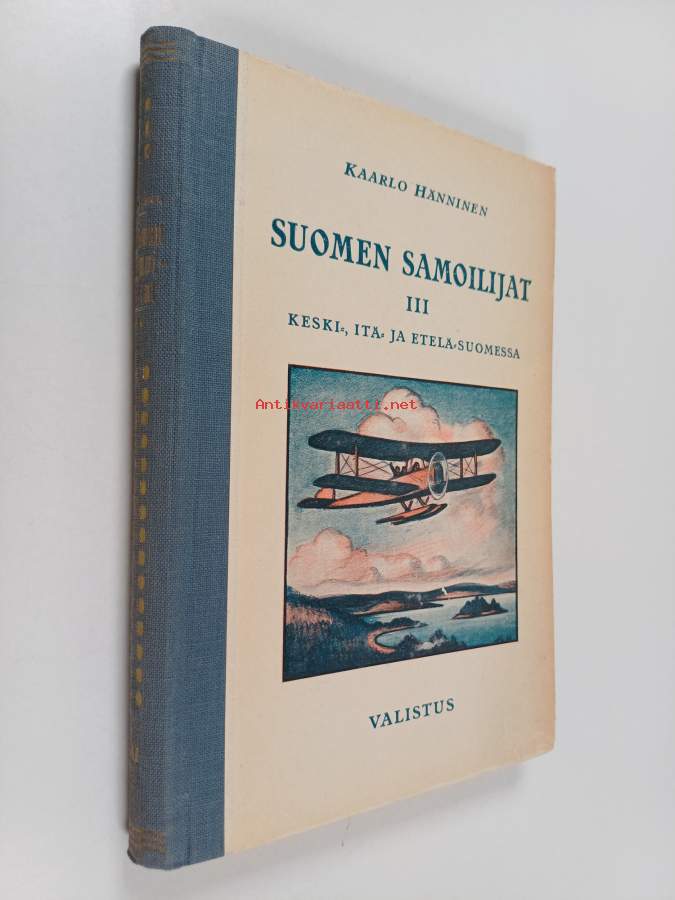 KAARLO HÄNNINEN
SUOMEN SAMOILIJAT
III
KESKI-, ITÄ- JA ETELÄ-SUOMESSA
Antikvariaatti.net
VALISTUS